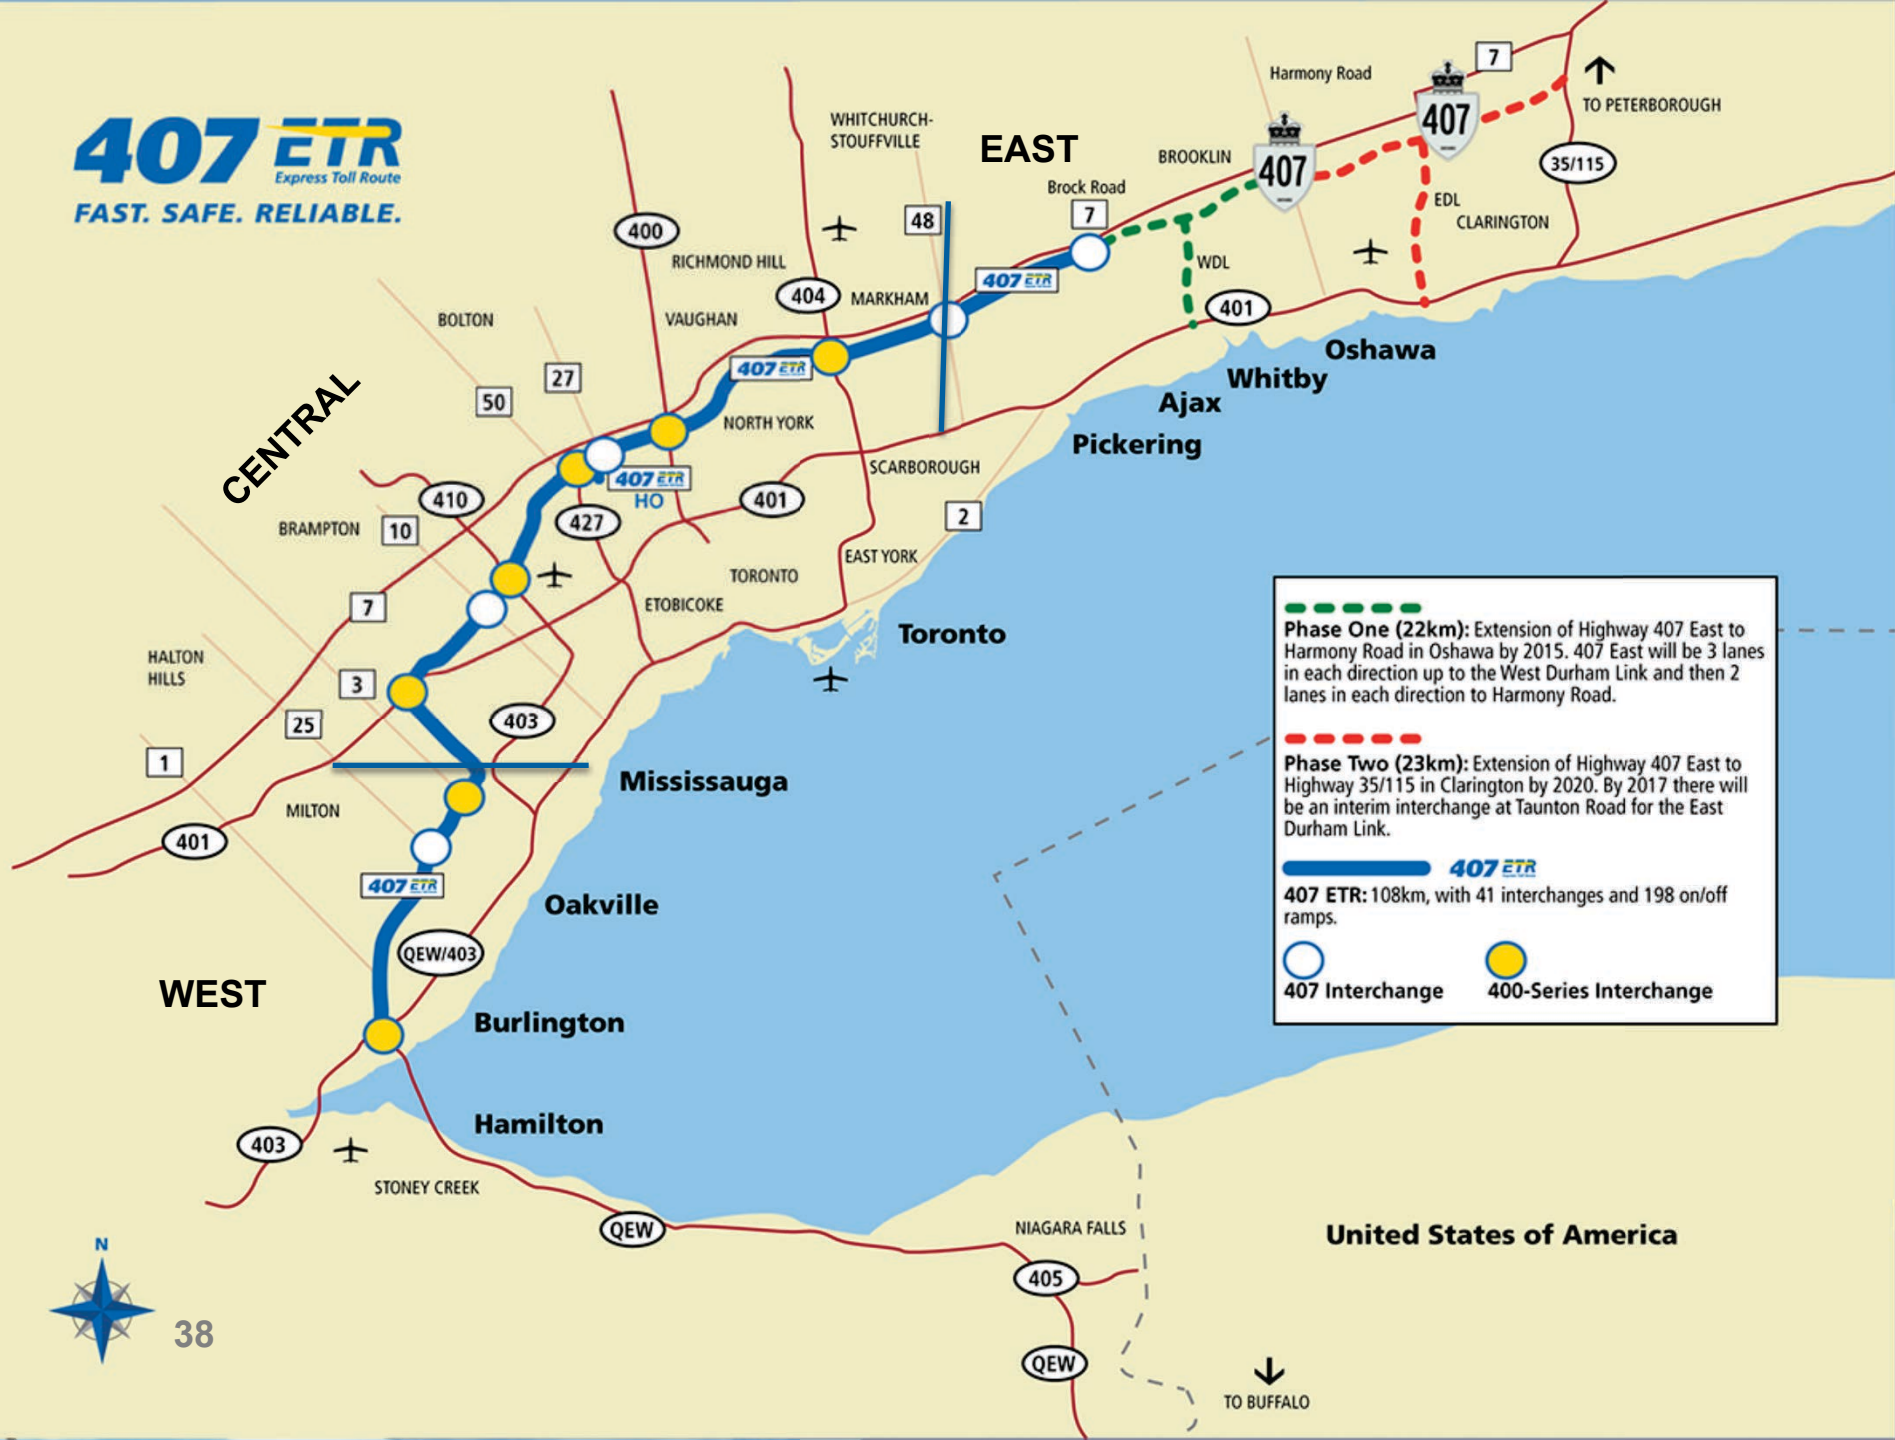 407 ETR
Express Toll Route
FAST. SAFE. RELIABLE.
WHITCHURCH-
STOUFFVILLE
EAST
Harmony Road
7
407
TO PETERBOROUGH
BROOKLIN
407
35/115
Brock Road
7
EDL
CLARINGTON
48
400
RICHMOND HILL
WDL
407 ETR
404
MARKHAM
401
BOLTON
VAUGHAN
Oshawa
Whitby
407 ETR
27
50
Ajax
CENTRAL
NORTH YORK
Pickering
SCARBOROUGH
407 ETR
HO
410
401
427
2
BRAMPTON
10
EAST YORK
TORONTO
7
ETOBICOKE
Toronto
HALTON
HILLS
3
25
403
1
Mississauga
MILTON
401
407 ETR
Oakville
QEW/403
WEST
Burlington
Hamilton
403
STONEY CREEK
QEW
NIAGARA FALLS
United States of America
405
N
38
QEW
TO BUFFALO
Phase One (22km): Extension of Highway 407 East to
Harmony Road in Oshawa by 2015. 407 East will be 3 lanes
in each direction up to the West Durham Link and then 2
lanes in each direction to Harmony Road.
Phase Two (23km): Extension of Highway 407 East to
Highway 35/115 in Clarington by 2020. By 2017 there will
be an interim interchange at Taunton Road for the East
Durham Link.
407 ETR
407 ETR: 108km, with 41 interchanges and 198 on/off
ramps.
407 Interchange
400-Series Interchange